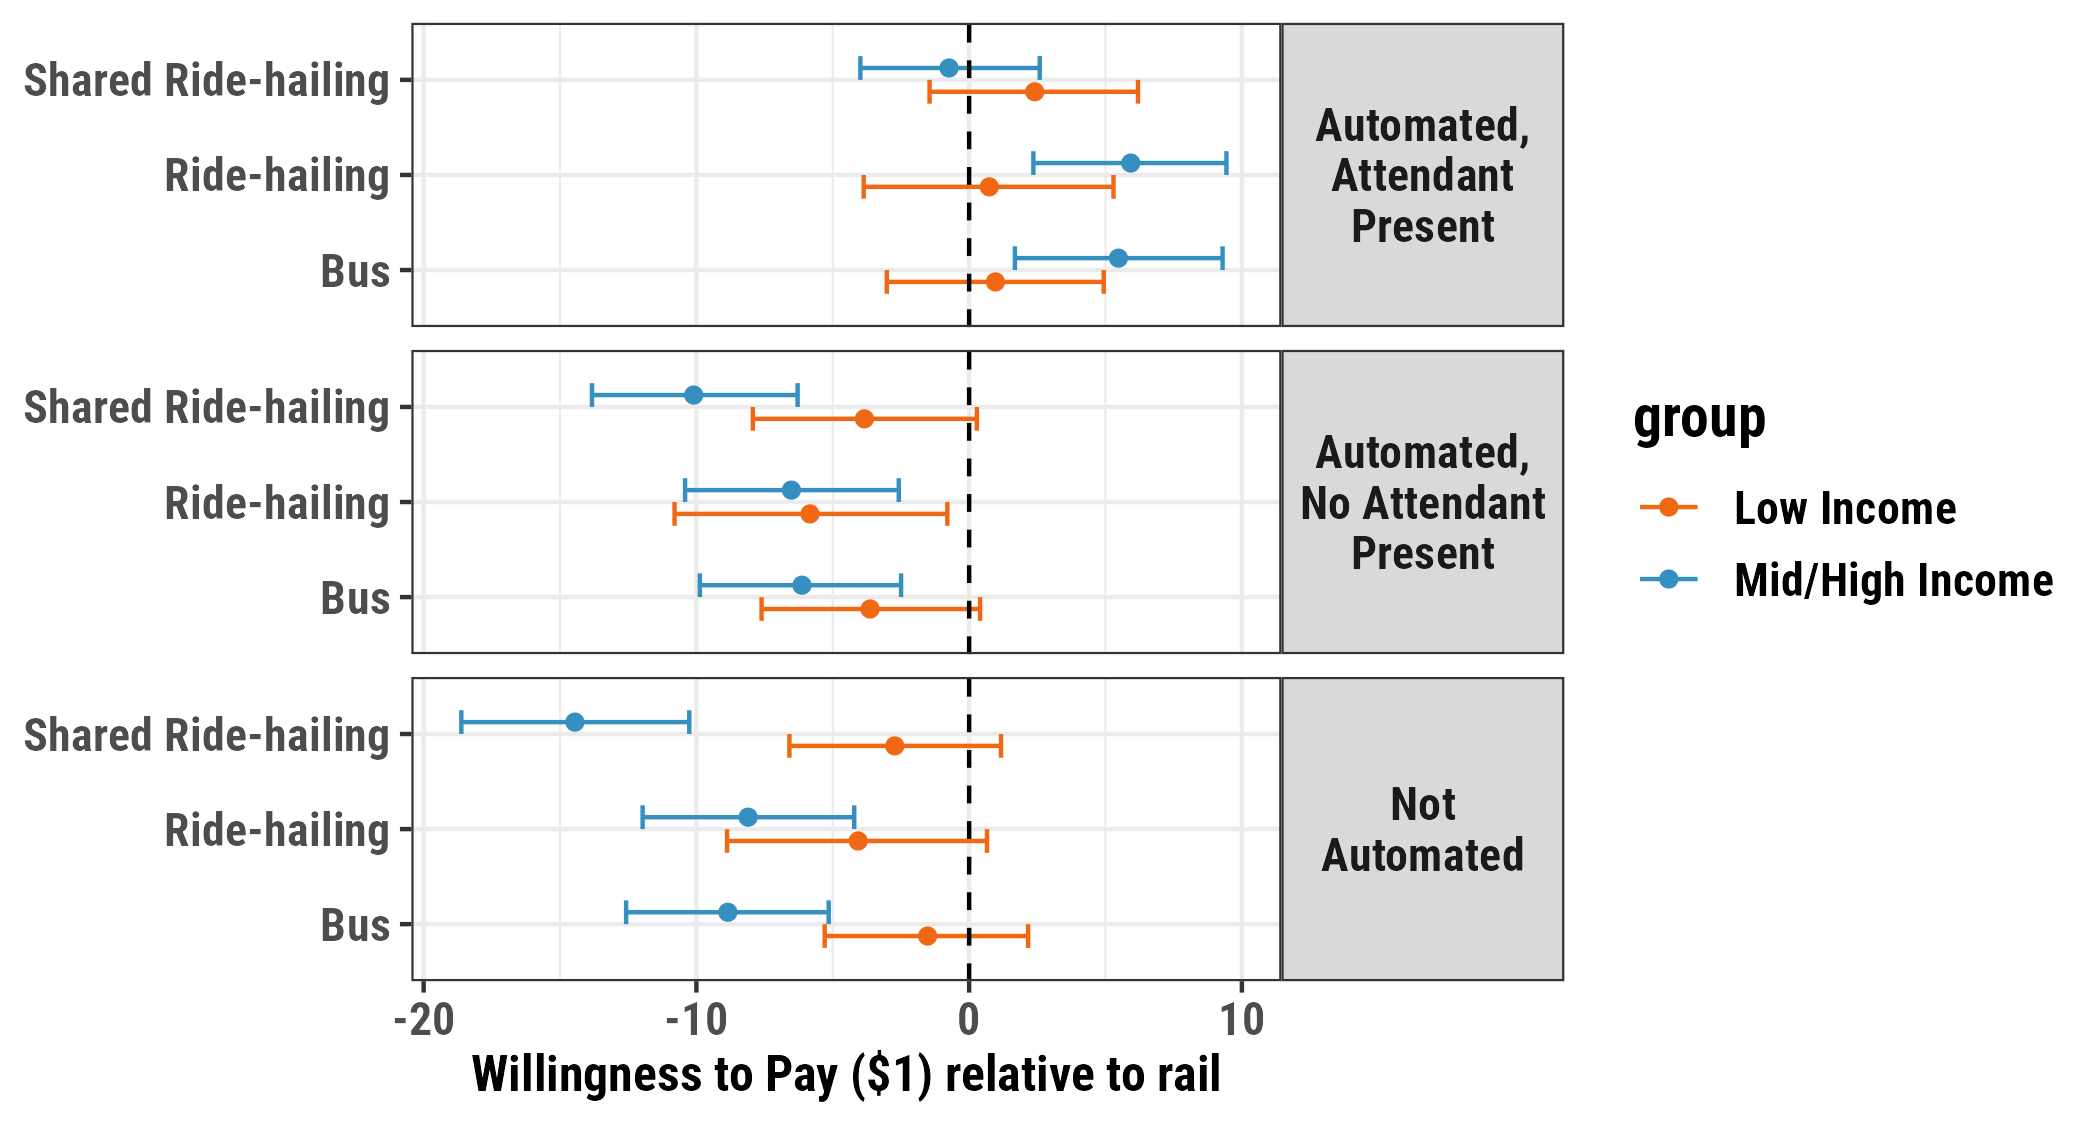 Shared Ride-hailing
Ride-hailing
Bus
Automated,
Attendant
Present
Shared Ride-hailing
Ride-hailing
Bus
Automated,
No Attendant
Present
Shared Ride-hailing
Ride-hailing
Bus
Not
Automated
-20 -10 0 10
Willingness to Pay ($1) relative to rail
group
Low Income
Mid/High Income